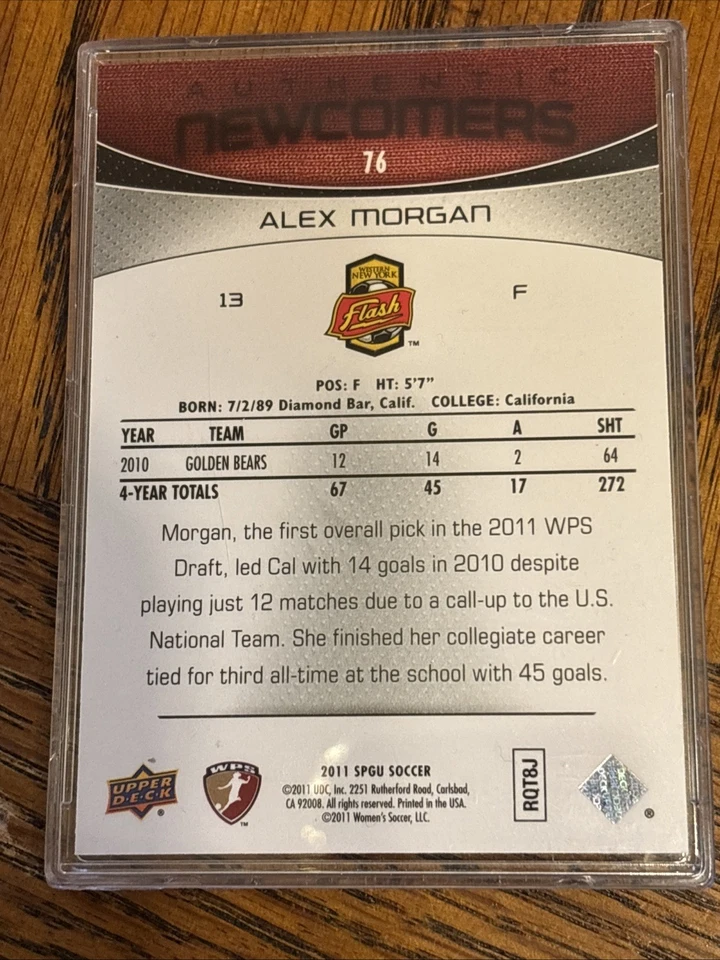 AUTHENTIC
NEWCOMERS
76
ALEX MORGAN
13
WESTERN
NEW YORK
Flash
TM
F
POS: F HT: 5'7"
BORN: 7/2/89 Diamond Bar, Calif. COLLEGE: California
YEAR TEAM GP G A SHT
2010 GOLDEN BEARS 12 14 2 64
4-YEAR TOTALS 67 45 17 272
Morgan, the first overall pick in the 2011 WPS
Draft, led Cal with 14 goals in 2010 despite
playing just 12 matches due to a call-up to the U.S.
National Team. She finished her collegiate career
tied for third all-time at the school with 45 goals.
UPPER
D·E·C·K
®
WPS
TM
2011 SPGU SOCCER
©2011 UDC, Inc. 2251 Rutherford Road, Carlsbad,
CA 92008. All rights reserved. Printed in the USA.
©2011 Women's Soccer, LLC.
RQT8J
®